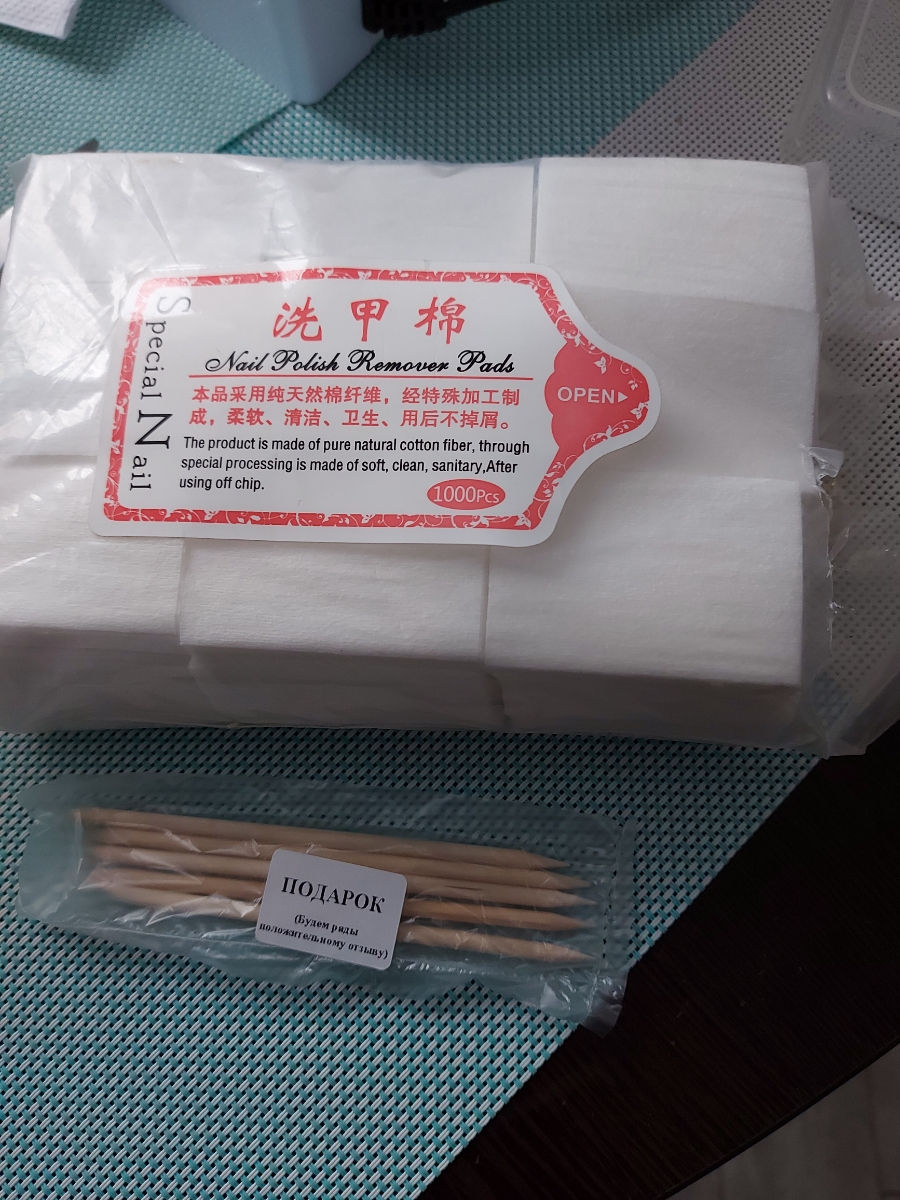 洗甲棉
Nail Polish Remover Pads
Special Nail
本品采用纯天然棉纤维，经特殊加工制
成，柔软、清洁、卫生、用后不掉屑。
The product is made of pure natural cotton fiber, through
special processing is made of soft, clean, sanitary,After
using off chip.
1000Pcs
OPEN
ПОДАРОК
(Будем рады
положительному отзыву)